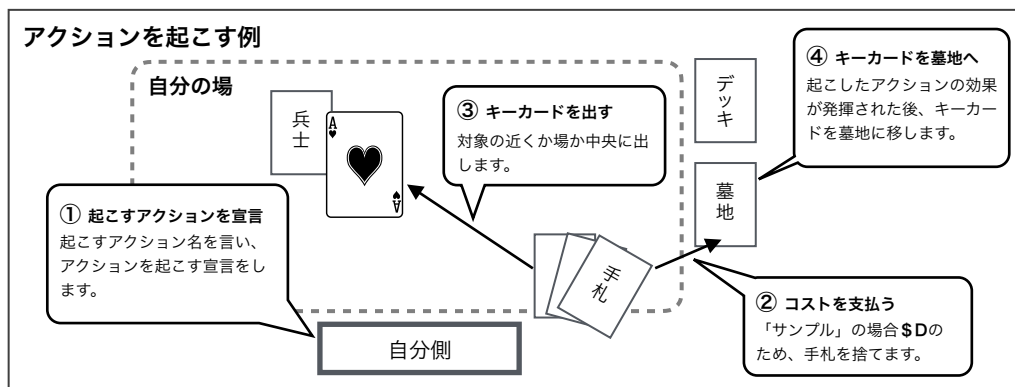 アクションを起こす例
自分の場
兵士
A
A
③ キーカードを出す
対象の近くか場か中央に出
します。
デッキ
④ キーカードを墓地へ
起こしたアクションの効果
が発揮された後、キーカー
ドを墓地に移します。
墓地
① 起こすアクションを宣言
起こすアクション名を言い、
アクションを起こす宣言をし
ます。
手札
② コストを支払う
「サンプル」の場合$Dの
ため、手札を捨てます。
自分側